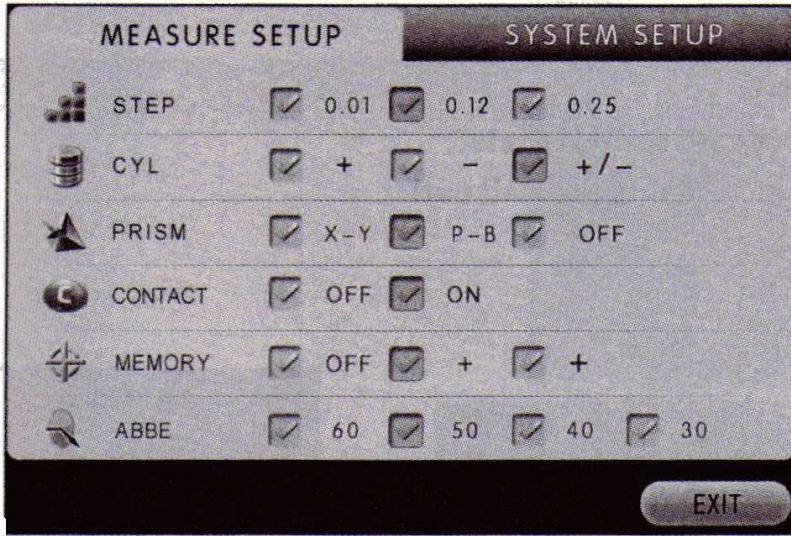 MEASURE SETUP SYSTEM SETUP
STEP 0.01 0.12 0.25
CYL + - +/-
PRISM X-Y P-B OFF
CONTACT OFF ON
MEMORY OFF + +
ABBE 60 50 40 30
EXIT